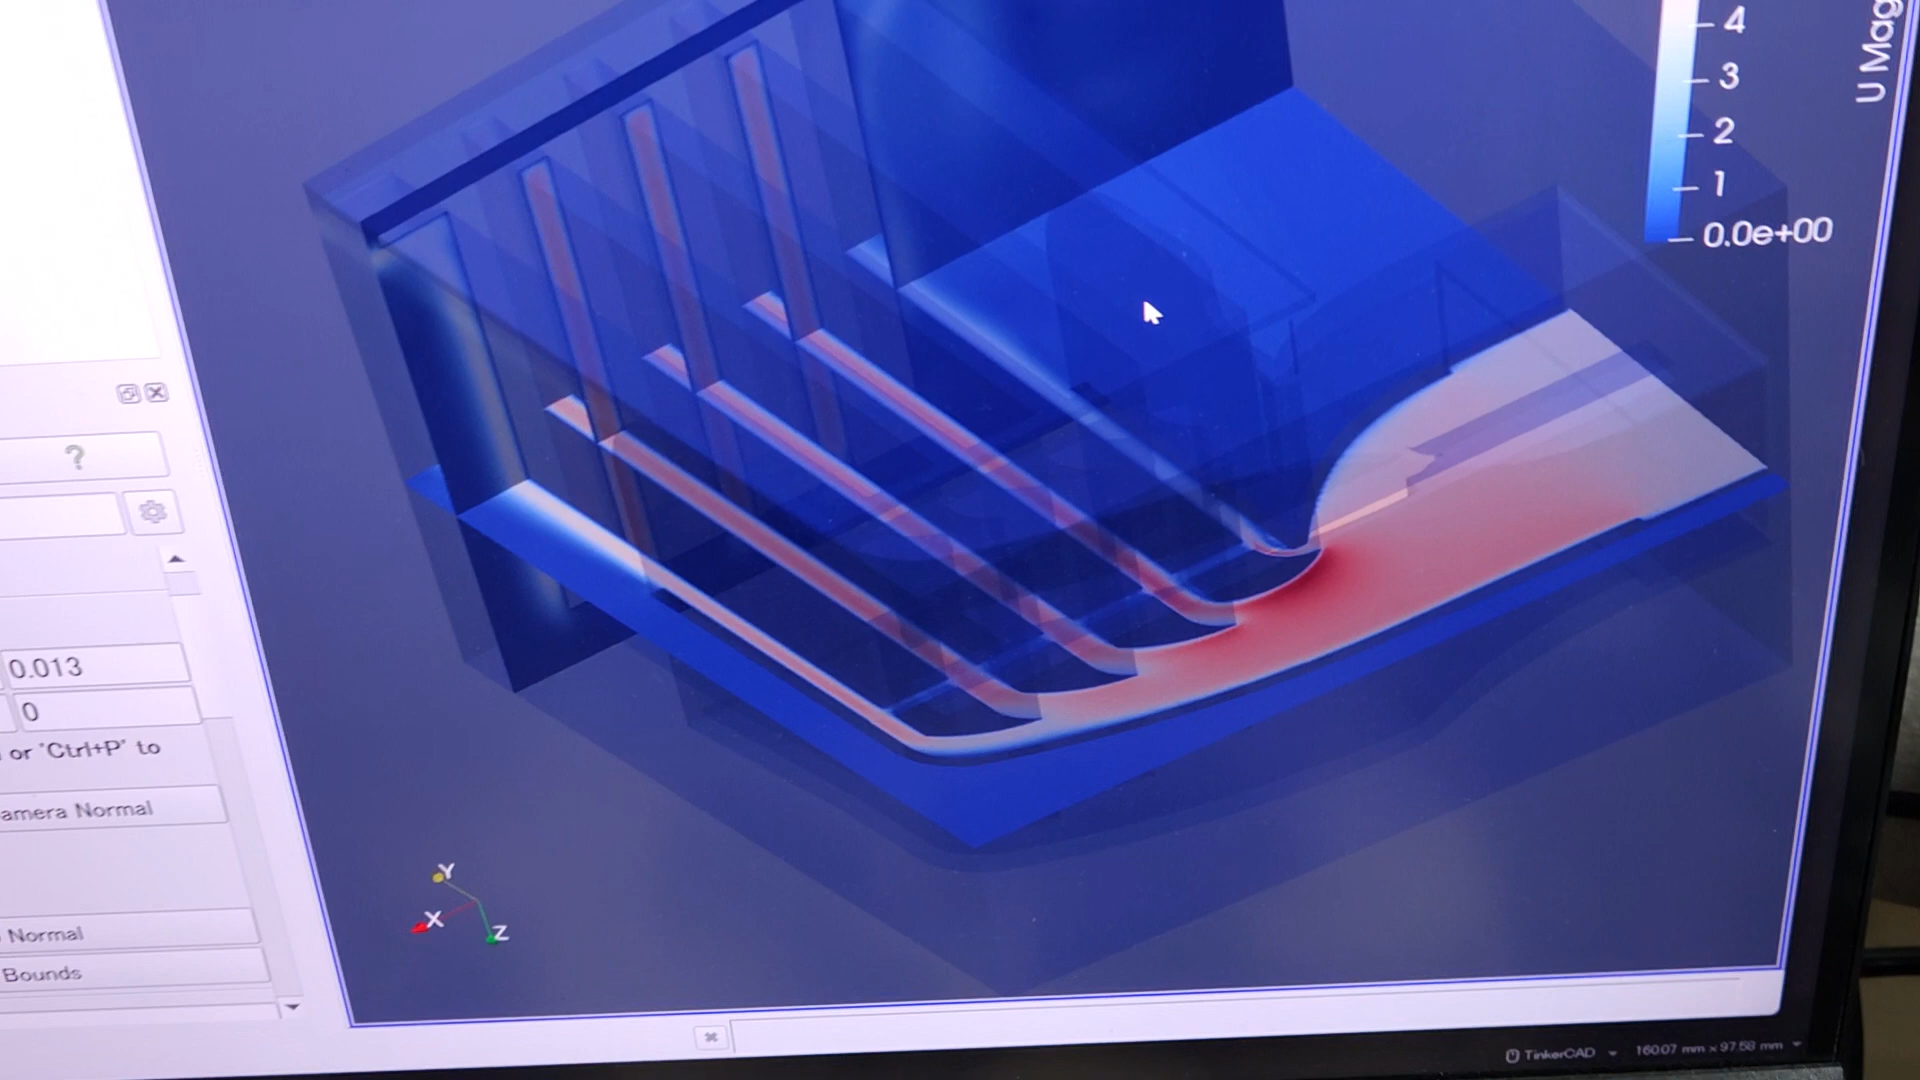 4
3
2
1
0.0e+00
U Mag
?
0.013
0
or 'Ctrl+P' to
amera Normal
Normal
Bounds
Y
X
Z
TinkerCAD
160.07 mm x 97.58 mm